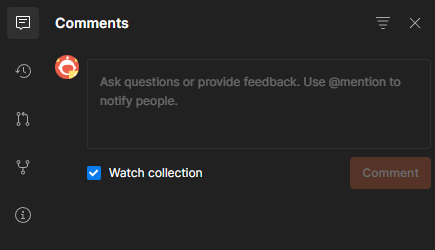 Comments
Ask questions or provide feedback. Use @mention to
notify people.
Watch collection
Comment